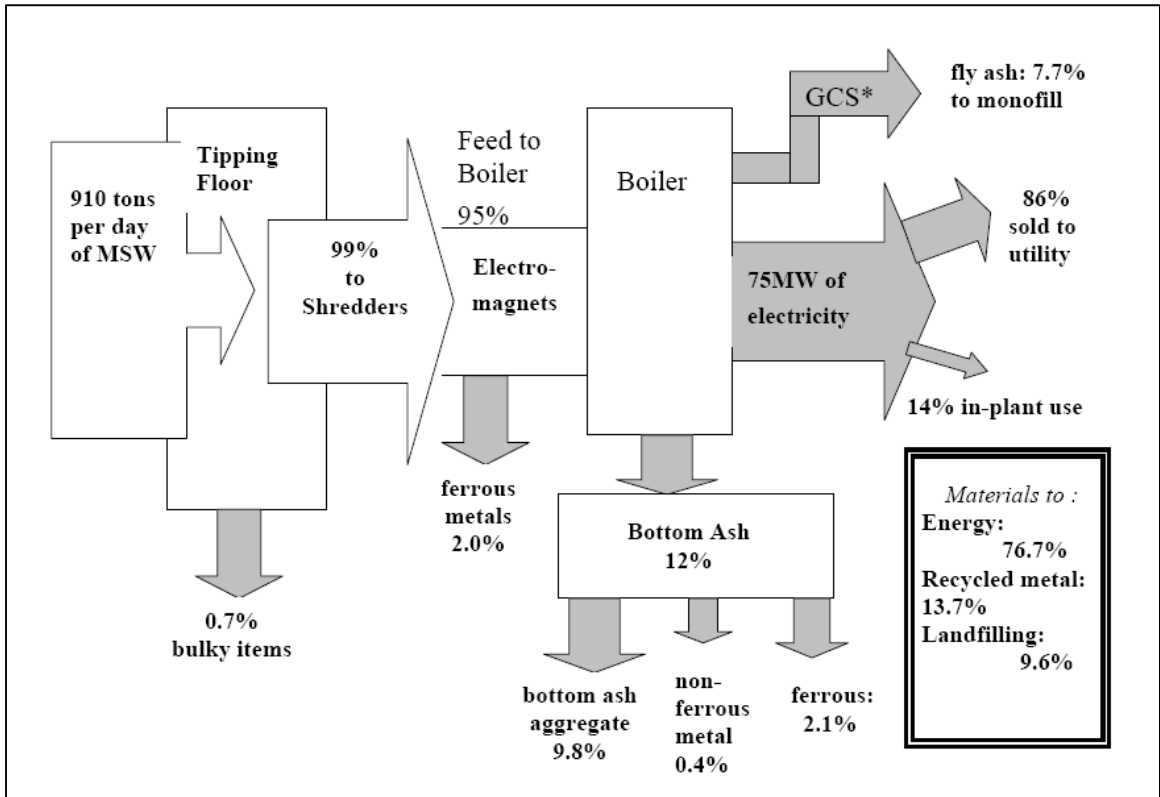 910 tons
per day
of MSW
Tipping
Floor
0.7%
bulky items
99%
to
Shredders
Feed to
Boiler
95%
Electro-
magnets
ferrous
metals
2.0%
Boiler
GCS*
fly ash: 7.7%
to monofill
75MW of
electricity
86%
sold to
utility
14% in-plant use
Bottom Ash
12%
bottom ash
aggregate
9.8%
non-
ferrous
metal
0.4%
ferrous:
2.1%
Materials to :
Energy:
76.7%
Recycled metal:
13.7%
Landfilling:
9.6%